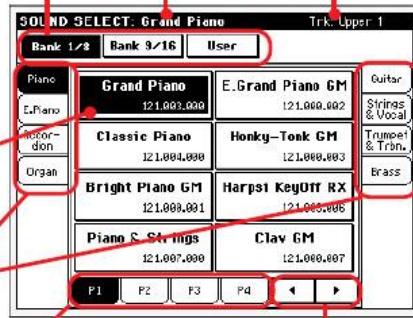 SOUND SELECT: Grand Piano Trk: Upper 1
Bank 1/8 Bank 9/16 User
Piano
E.Piano
Accor-
dion
Organ
Grand Piano
121.003.000
E.Grand Piano GM
121.000.002
Classic Piano
121.004.000
Honky-Tonk GM
121.000.003
Bright Piano GM
121.000.001
Harpsi KeyOff RX
121.003.006
Piano & Strings
121.007.000
Clav GM
121.000.007
Guitar
Strings
& Vocal
Trumpet
& Trbn.
Brass
P1 P2 P3 P4